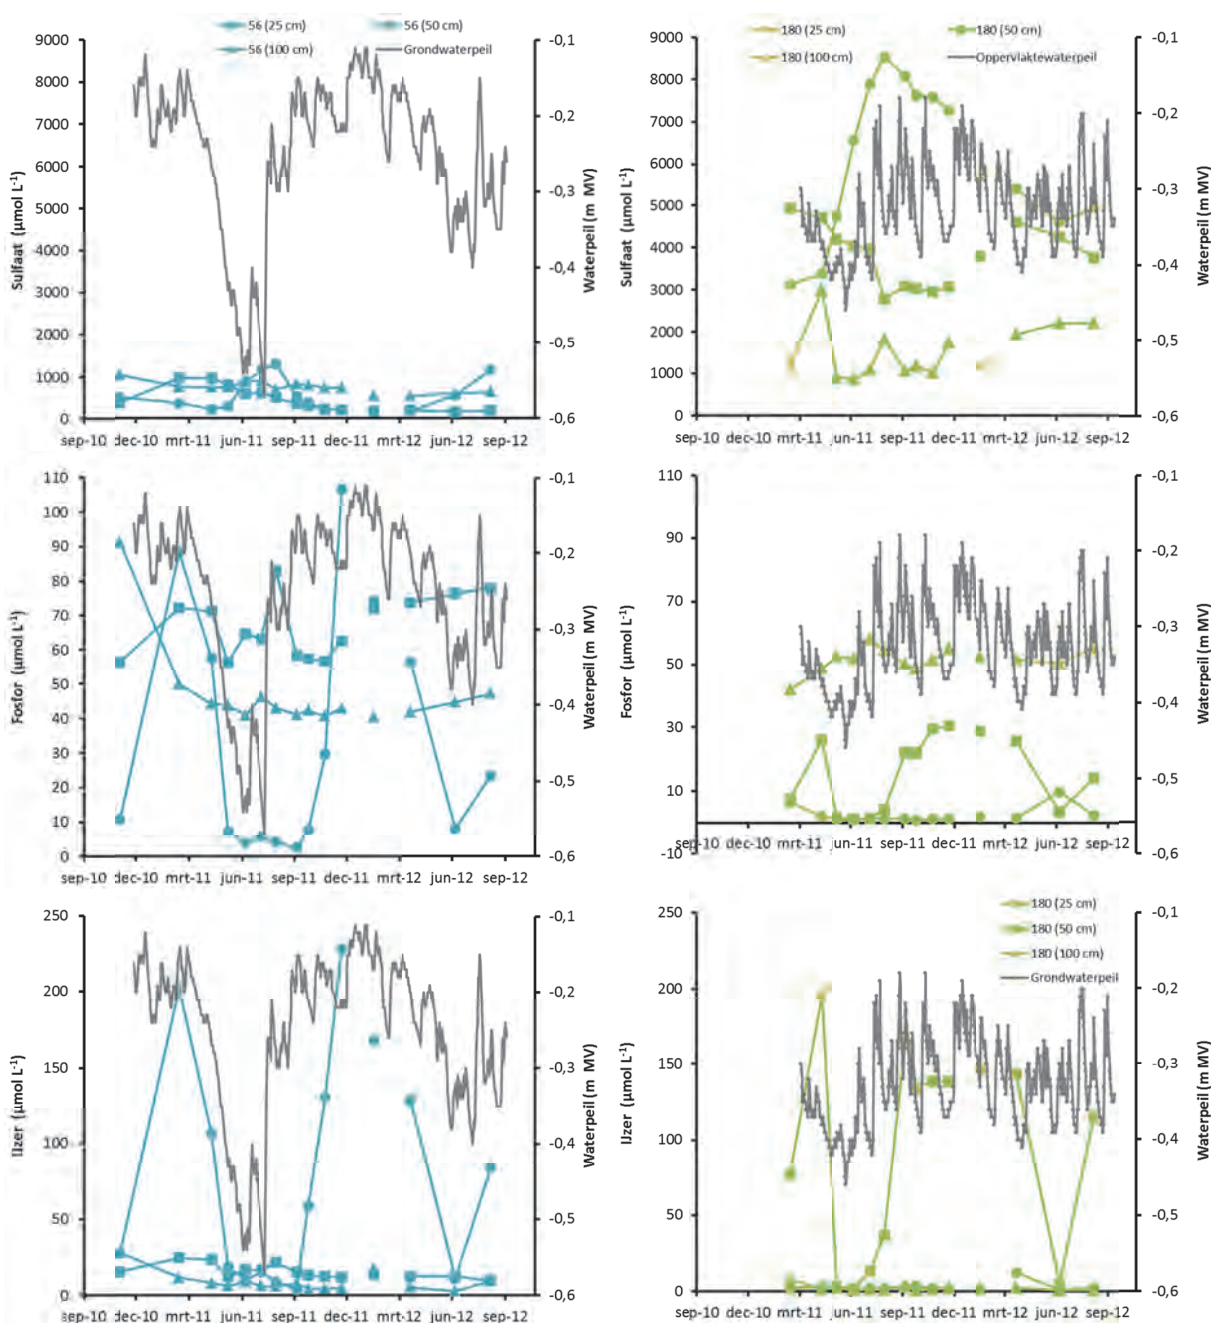 56 (25 cm)
56 (50 cm)
56 (100 cm)
Grondwaterpeil
9000
8000
7000
6000
5000
4000
3000
2000
1000
0
Sulfaat (µmol L⁻¹)
-0,1
-0,2
-0,3
-0,4
-0,5
-0,6
Waterpeil (m MV)
sep-10 dec-10 mrt-11 jun-11 sep-11 dec-11 mrt-12 jun-12 sep-12
180 (25 cm)
180 (50 cm)
180 (100 cm)
Oppervlaktewaterpeil
9000
8000
7000
6000
5000
4000
3000
2000
1000
0
Sulfaat (µmol L⁻¹)
-0,1
-0,2
-0,3
-0,4
-0,5
-0,6
Waterpeil (m MV)
sep-10 dec-10 mrt-11 jun-11 sep-11 dec-11 mrt-12 jun-12 sep-12
110
100
90
80
70
60
50
40
30
20
10
0
Fosfor (µmol L⁻¹)
-0,1
-0,2
-0,3
-0,4
-0,5
-0,6
Waterpeil (m MV)
sep-10 dec-10 mrt-11 jun-11 sep-11 dec-11 mrt-12 jun-12 sep-12
110
90
70
50
30
10
-10
Fosfor (µmol L⁻¹)
-0,1
-0,2
-0,3
-0,4
-0,5
-0,6
Waterpeil (m MV)
sep-10 dec-10 mrt-11 jun-11 sep-11 dec-11 mrt-12 jun-12 sep-12
250
200
150
100
50
0
IJzer (µmol L⁻¹)
-0,1
-0,2
-0,3
-0,4
-0,5
-0,6
Waterpeil (m MV)
sep-10 dec-10 mrt-11 jun-11 sep-11 dec-11 mrt-12 jun-12 sep-12
180 (25 cm)
180 (50 cm)
180 (100 cm)
Grondwaterpeil
250
200
150
100
50
0
IJzer (µmol L⁻¹)
-0,1
-0,2
-0,3
-0,4
-0,5
-0,6
Waterpeil (m MV)
sep-10 dec-10 mrt-11 jun-11 sep-11 dec-11 mrt-12 jun-12 sep-12